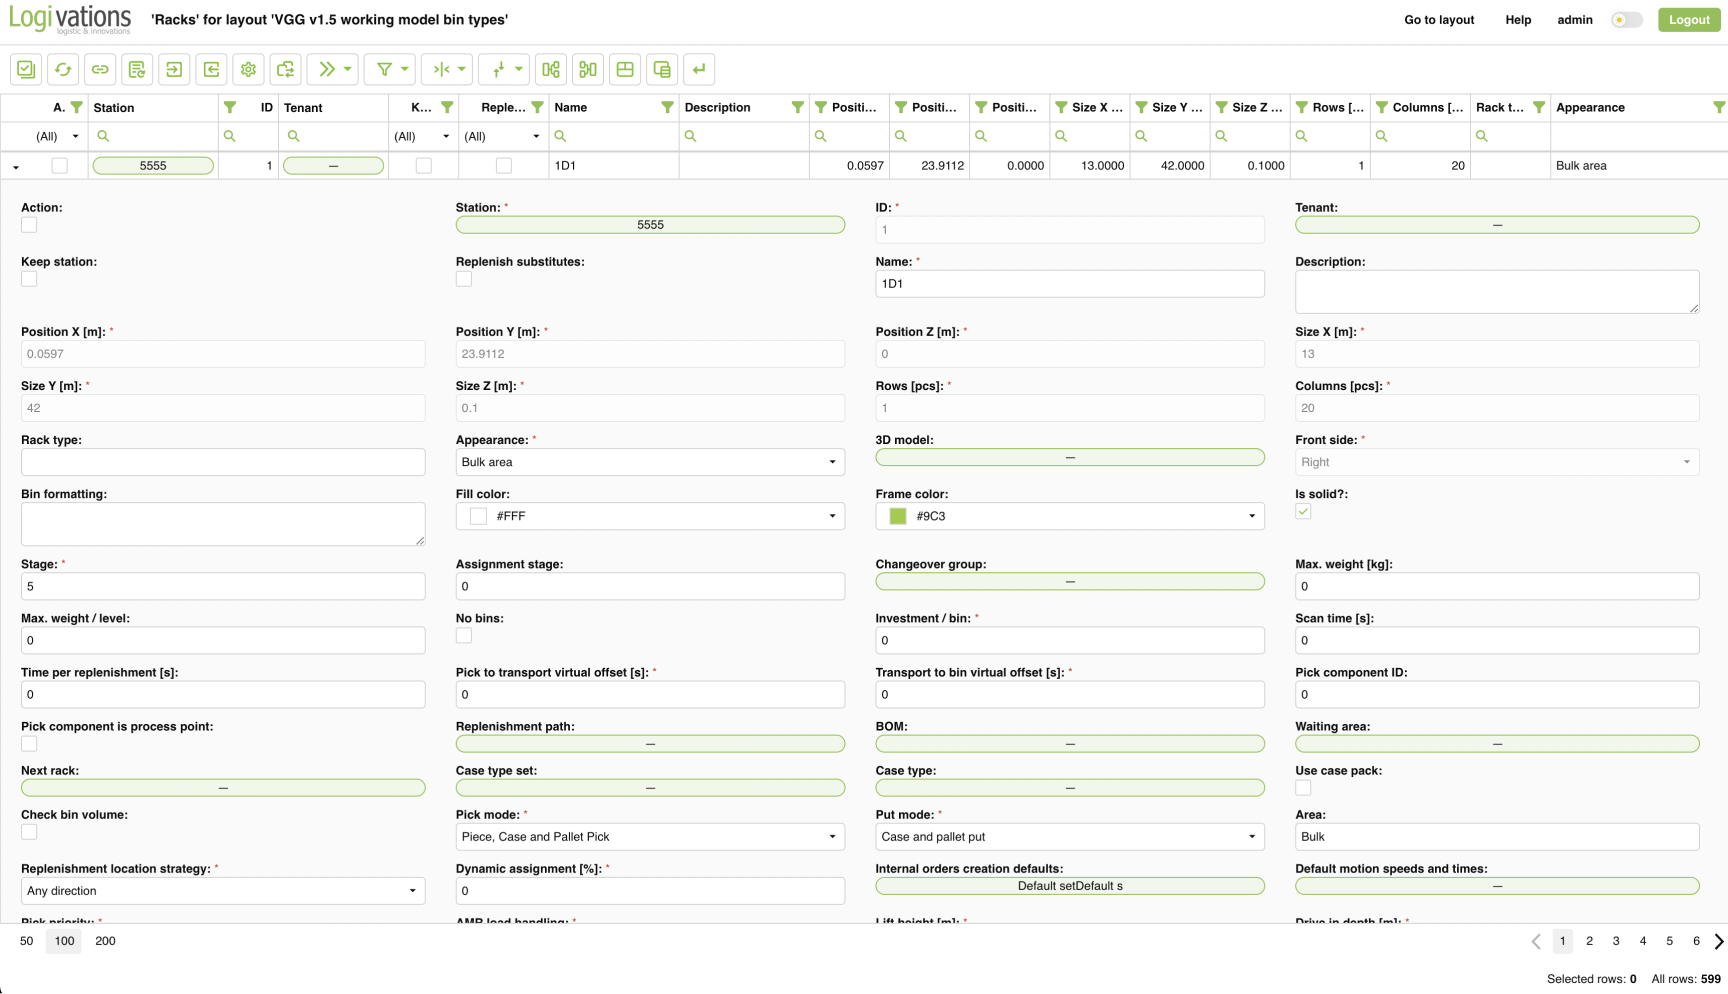 Logivations
logistic & innovations
'Racks' for layout 'VGG v1.5 working model bin types'
Go to layout Help admin Logout
A. Station ID Tenant K... Reple... Name Description Positi... Positi... Positi... Size X ... Size Y ... Size Z ... Rows [... Columns [... Rack t... Appearance
(All) (All) (All)
5555 1 — 1D1 0.0597 23.9112 0.0000 13.0000 42.0000 0.1000 1 20 Bulk area
Action: Station: * ID: * Tenant:
5555 1 —
Keep station: Replenish substitutes: Name: * Description:
1D1
Position X [m]: * Position Y [m]: * Position Z [m]: * Size X [m]: *
0.0597 23.9112 0 13
Size Y [m]: * Size Z [m]: * Rows [pcs]: * Columns [pcs]: *
42 0.1 1 20
Rack type: Appearance: * 3D model: Front side: *
Bulk area — Right
Bin formatting: Fill color: Frame color: Is solid?:
#FFF #9C3
Stage: * Assignment stage: Changeover group: Max. weight [kg]:
5 0 — 0
Max. weight / level: No bins: Investment / bin: * Scan time [s]:
0 0 0
Time per replenishment [s]: Pick to transport virtual offset [s]: * Transport to bin virtual offset [s]: * Pick component ID:
0 0 0 0
Pick component is process point: Replenishment path: BOM: Waiting area:
— — —
Next rack: Case type set: Case type: Use case pack:
— — —
Check bin volume: Pick mode: * Put mode: * Area:
Piece, Case and Pallet Pick Case and pallet put Bulk
Replenishment location strategy: * Dynamic assignment [%]: * Internal orders creation defaults: Default motion speeds and times:
Any direction 0 Default setDefault s —
Pick priority: * AMR load handling: * Lift height [m]: * Drive in depth [m]: *
50 100 200 1 2 3 4 5 6
Selected rows: 0 All rows: 599